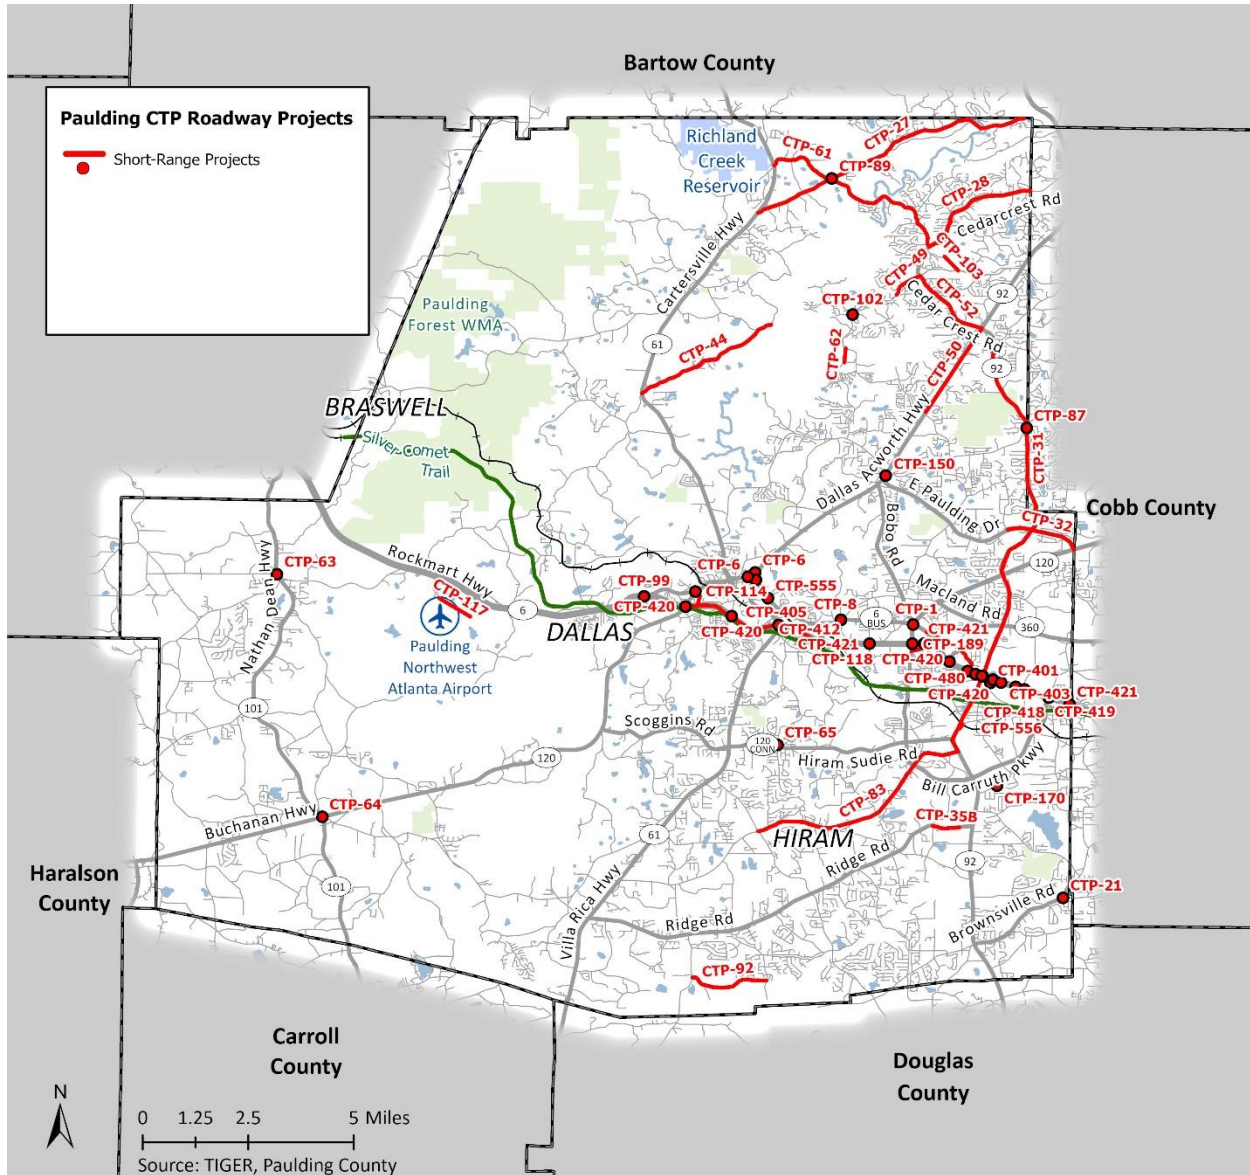 Bartow County
Paulding CTP Roadway Projects
Short-Range Projects
Richland
Creek
Reservoir
CTP-27
CTP-61
CTP-89
CTP-28
Cedarcrest Rd
Cartersville Hwy
CTP-103
CTP-49
CTP-52
92
Cedar Crest Rd
Paulding
Forest WMA
CTP-102
61
CTP-44
CTP-62
CTP-50
92
BRASWELL
Silver Comet
Trail
CTP-87
CTP-31
Dallas Acworth Hwy
CTP-150
E Paulding Dr
Bobo Rd
Cobb County
CTP-32
120
Nathan Dean Hwy
CTP-63
Rockmart Hwy
6
CTP-117
CTP-6
CTP-6
CTP-99
CTP-114
CTP-555
Macland Rd
360
CTP-420
CTP-405
CTP-8
6
BUS
CTP-1
DALLAS
CTP-420
CTP-412
CTP-421
CTP-421
CTP-189
CTP-118
CTP-420
CTP-401
CTP-480
CTP-420
CTP-403
CTP-421
CTP-418
CTP-419
CTP-556
Paulding
Northwest
Atlanta Airport
101
Scoggins Rd
120
CONN
CTP-65
Hiram Sudie Rd
Bill Carruth Pkwy
120
CTP-170
CTP-83
CTP-35B
Buchanan Hwy
CTP-64
61
HIRAM
Ridge Rd
92
Haralson
County
101
CTP-21
Brownsville Rd
Villa Rica Hwy
Ridge Rd
CTP-92
Carroll
County
Douglas
County
N
0 1.25 2.5 5 Miles
Source: TIGER, Paulding County